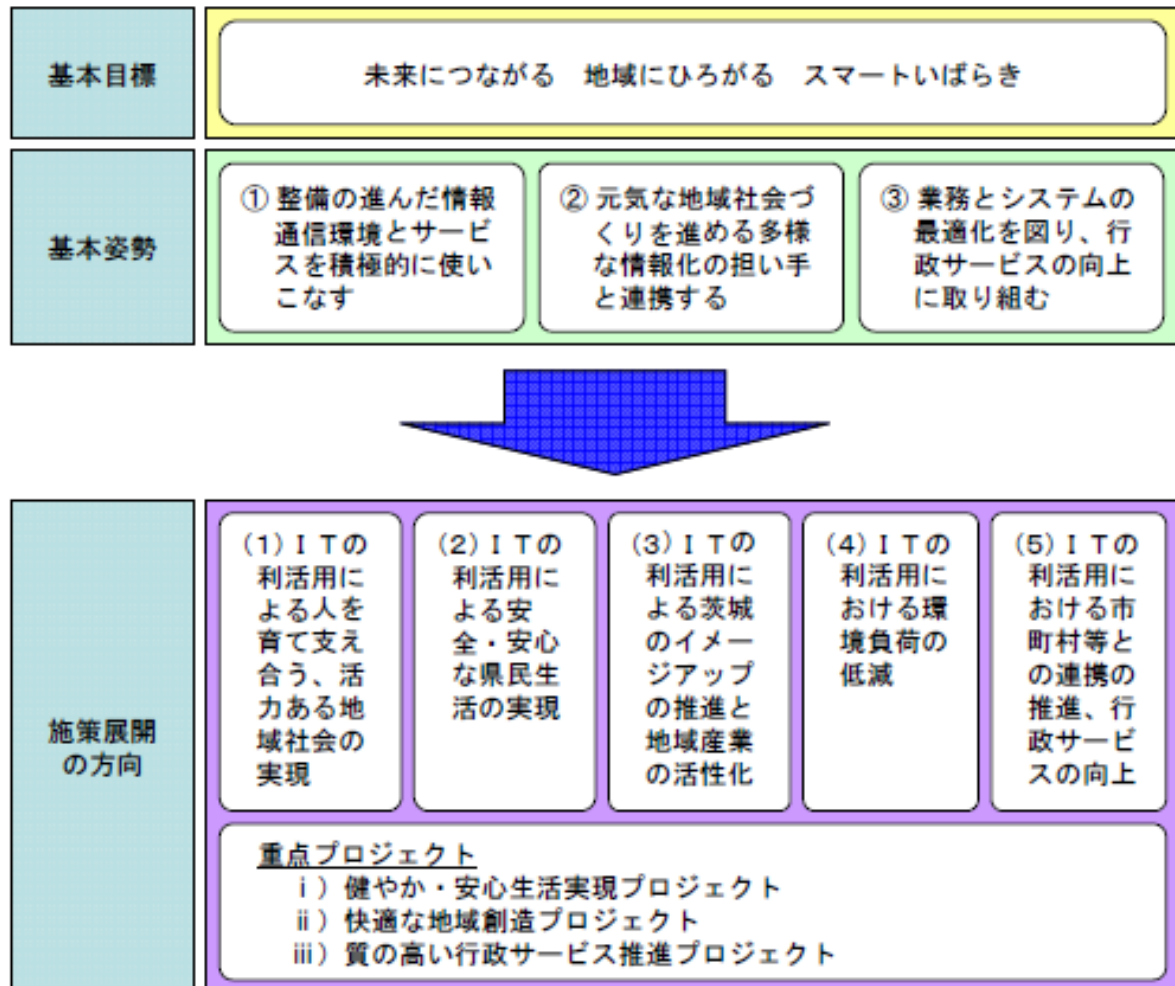 基本目標
未来につながる　地域にひろがる　スマートいばらき
基本姿勢
① 整備の進んだ情報
通信環境とサービ
スを積極的に使い
こなす
② 元気な地域社会づ
くりを進める多様
な情報化の担い手
と連携する
③ 業務とシステムの
最適化を図り、行
政サービスの向上
に取り組む
施策展開
の方向
(1)ＩＴの
利活用に
よる人を
育て支え
合う、活
力ある地
域社会の
実現
(2)ＩＴの
利活用に
よる安
全・安心
な県民生
活の実現
(3)ＩＴの
利活用に
よる茨城
のイメー
ジアップ
の推進と
地域産業
の活性化
(4)ＩＴの
利活用に
おける環
境負荷の
低減
(5)ＩＴの
利活用に
おける市
町村等と
の連携の
推進、行
政サービ
スの向上
重点プロジェクト
ⅰ）健やか・安心生活実現プロジェクト
ⅱ）快適な地域創造プロジェクト
ⅲ）質の高い行政サービス推進プロジェクト